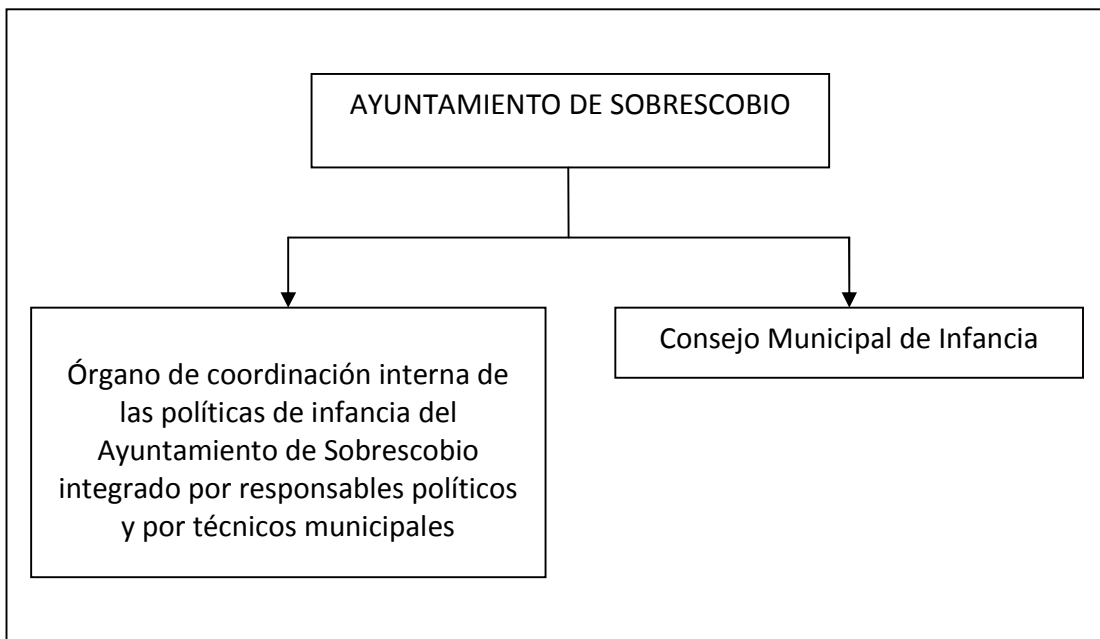 AYUNTAMIENTO DE SOBRESCOBIO
Órgano de coordinación interna de
las políticas de infancia del
Ayuntamiento de Sobrescobio
integrado por responsables políticos
y por técnicos municipales
Consejo Municipal de Infancia